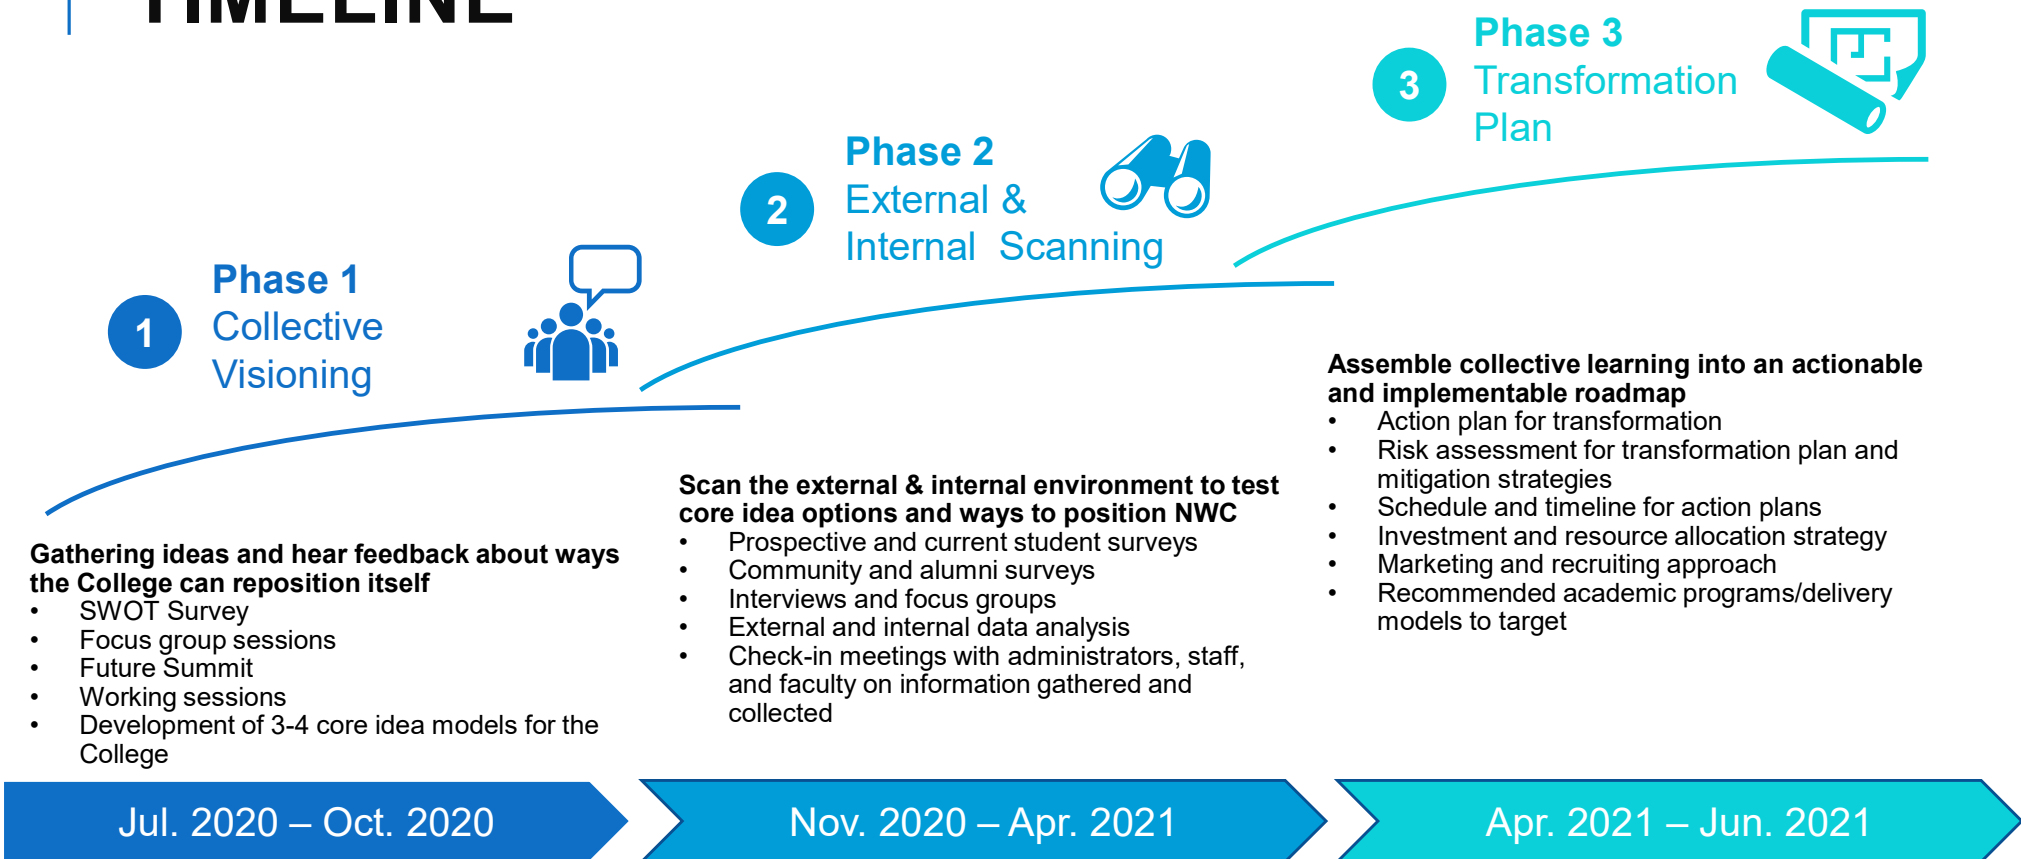 TIMELINE
1
Phase 1
Collective
Visioning
Gathering ideas and hear feedback about ways
the College can reposition itself
• SWOT Survey
• Focus group sessions
• Future Summit
• Working sessions
• Development of 3-4 core idea models for the
College
Jul. 2020 – Oct. 2020
2
Phase 2
External &
Internal  Scanning
Scan the external & internal environment to test
core idea options and ways to position NWC
• Prospective and current student surveys
• Community and alumni surveys
• Interviews and focus groups
• External and internal data analysis
• Check-in meetings with administrators, staff,
and faculty on information gathered and
collected
Nov. 2020 – Apr. 2021
3
Phase 3
Transformation
Plan
Assemble collective learning into an actionable
and implementable roadmap
• Action plan for transformation
• Risk assessment for transformation plan and
mitigation strategies
• Schedule and timeline for action plans
• Investment and resource allocation strategy
• Marketing and recruiting approach
• Recommended academic programs/delivery
models to target
Apr. 2021 – Jun. 2021